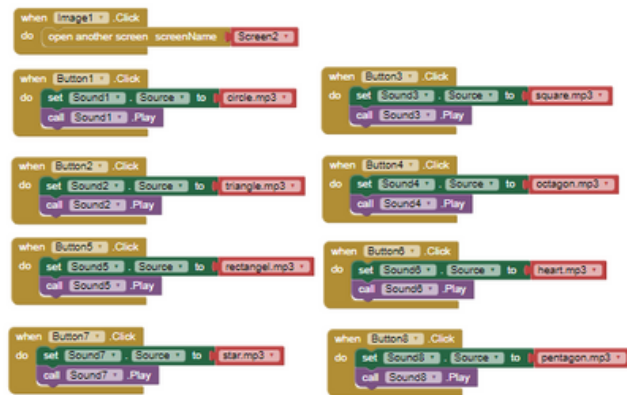 when Image1 .Click
do open another screen screenName Screen2
when Button1 .Click
do set Sound1 . Source to circle.mp3
call Sound1 .Play
when Button3 .Click
do set Sound3 . Source to square.mp3
call Sound3 .Play
when Button2 .Click
do set Sound2 . Source to triangle.mp3
call Sound2 .Play
when Button4 .Click
do set Sound4 . Source to octagon.mp3
call Sound4 .Play
when Button5 .Click
do set Sound5 . Source to rectangel.mp3
call Sound5 .Play
when Button6 .Click
do set Sound6 . Source to heart.mp3
call Sound6 .Play
when Button7 .Click
do set Sound7 . Source to star.mp3
call Sound7 .Play
when Button8 .Click
do set Sound8 . Source to pentagon.mp3
call Sound8 .Play